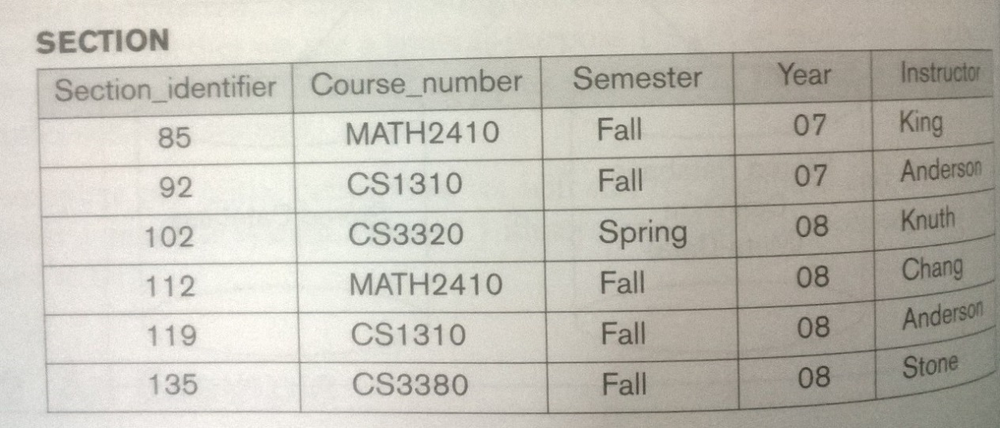 SECTION
Section_identifier Course_number Semester Year Instructor
85 MATH2410 Fall 07 King
92 CS1310 Fall 07 Anderson
102 CS3320 Spring 08 Knuth
112 MATH2410 Fall 08 Chang
119 CS1310 Fall 08 Anderson
135 CS3380 Fall 08 Stone